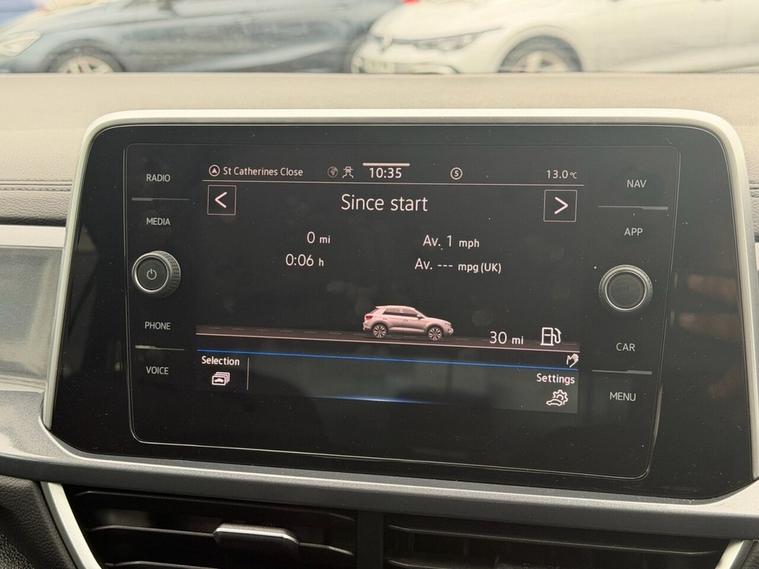 RADIO
MEDIA
PHONE
VOICE
St Catherines Close
10:35
S
13.0°C
<
Since start
>
0 mi
Av. 1 mph
0:06 h
Av. --- mpg (UK)
30 mi
Selection
Settings
NAV
APP
CAR
MENU